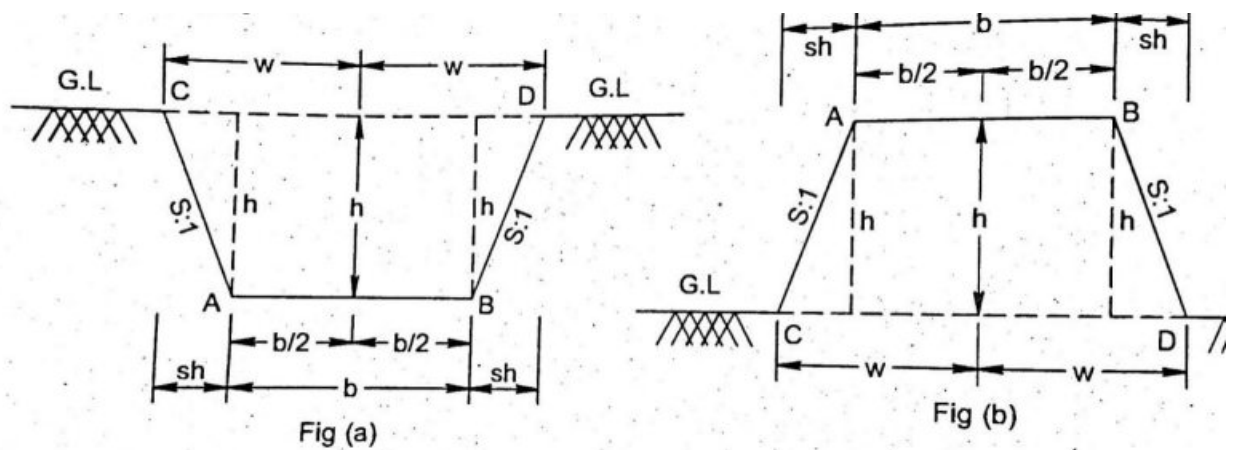 w w
G.L C D G.L
S:1 h h h S:1
A B
b/2 b/2
sh b sh
Fig (a)
sh b sh
b/2 b/2
A B
S:1 h h h S:1
G.L
C D
w w
Fig (b)